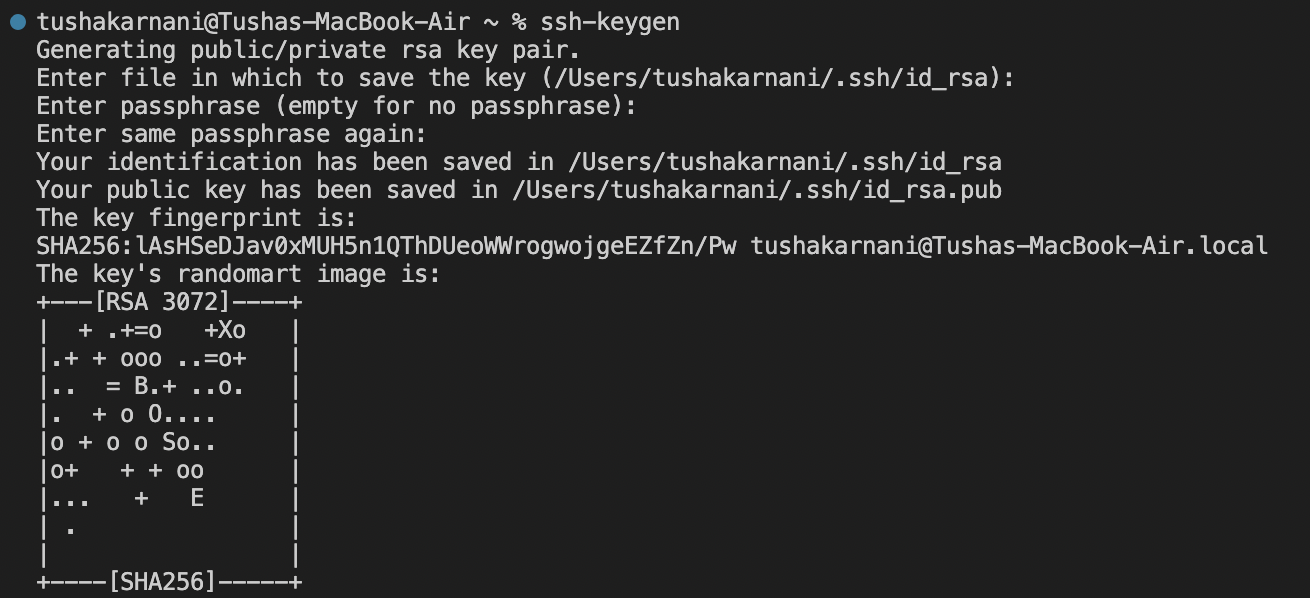 tushakarnani@Tushas-MacBook-Air ~ % ssh-keygen
Generating public/private rsa key pair.
Enter file in which to save the key (/Users/tushakarnani/.ssh/id_rsa):
Enter passphrase (empty for no passphrase):
Enter same passphrase again:
Your identification has been saved in /Users/tushakarnani/.ssh/id_rsa
Your public key has been saved in /Users/tushakarnani/.ssh/id_rsa.pub
The key fingerprint is:
SHA256:lAsHSeDJav0xMUH5n1QThDUeoWWrogwojgeEZfZn/Pw tushakarnani@Tushas-MacBook-Air.local
The key's randomart image is:
+---[RSA 3072]----+
|  + .+=o   +Xo   |
|.+ + ooo ..=o+   |
|..  = B.+ ..o.   |
|.  + o O....     |
|o + o o So..     |
|o+   + + oo      |
|...   +   E      |
| .               |
|                 |
+----[SHA256]-----+